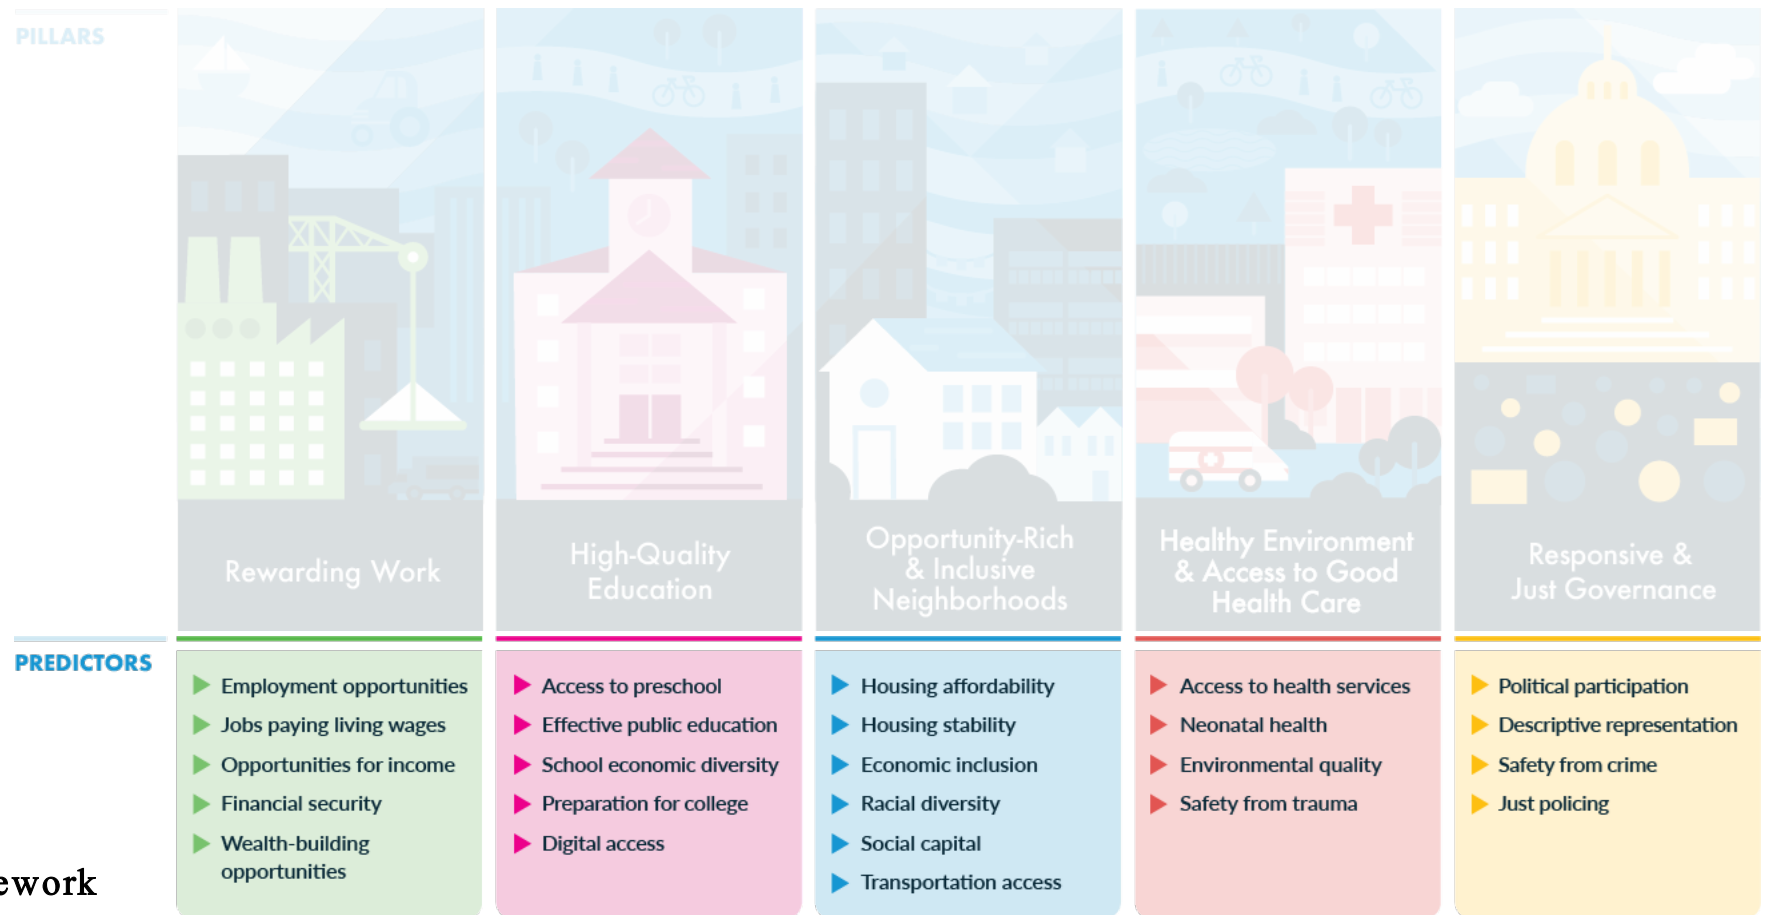 PILLARS
Rewarding Work
High-Quality
Education
Opportunity-Rich
& Inclusive
Neighborhoods
Healthy Environment
& Access to Good
Health Care
Responsive &
Just Governance
PREDICTORS
Employment opportunities
Jobs paying living wages
Opportunities for income
Financial security
Wealth-building
opportunities
Access to preschool
Effective public education
School economic diversity
Preparation for college
Digital access
Housing affordability
Housing stability
Economic inclusion
Racial diversity
Social capital
Transportation access
Access to health services
Neonatal health
Environmental quality
Safety from trauma
Political participation
Descriptive representation
Safety from crime
Just policing
ework